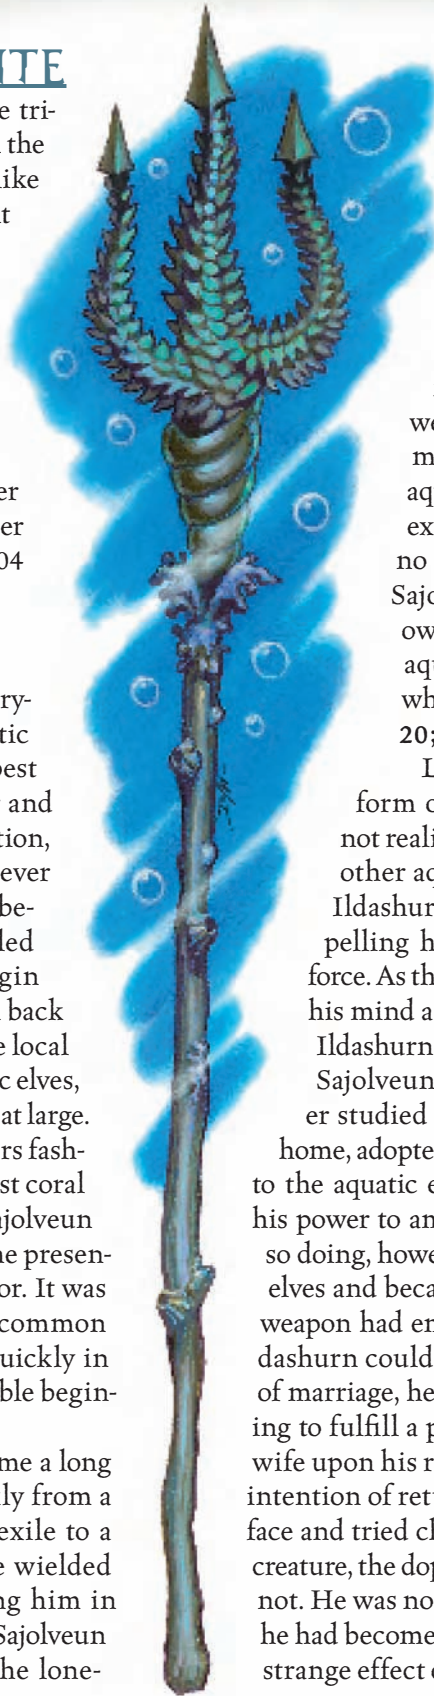 ITE
e tri-
the
like
t
er
er
04
ry-
tic
pest
and
tion,
ever
be-
led
gin
back
e local
c elves,
at large.
rs fash-
st coral
ajolveun
ne presen-
or. It was
common
uickly in
ble begin-
me a long
ly from a
exile to a
e wielded
ng him in
Sajolveun
he lone-
we
m
aq
ex
no
Sajo
ow
aqu
wh
20;
L
form o
not reali
other aq
Ildashur
pelling h
force. As th
his mind a
Ildashurn
Sajolveun
er studied
home, adopte
to the aquatic e
his power to an
so doing, howe
elves and beca
weapon had en
dashurn could
of marriage, he
ing to fulfill a p
wife upon his r
intention of ret
face and tried cl
creature, the dop
not. He was no
he had become
strange effect